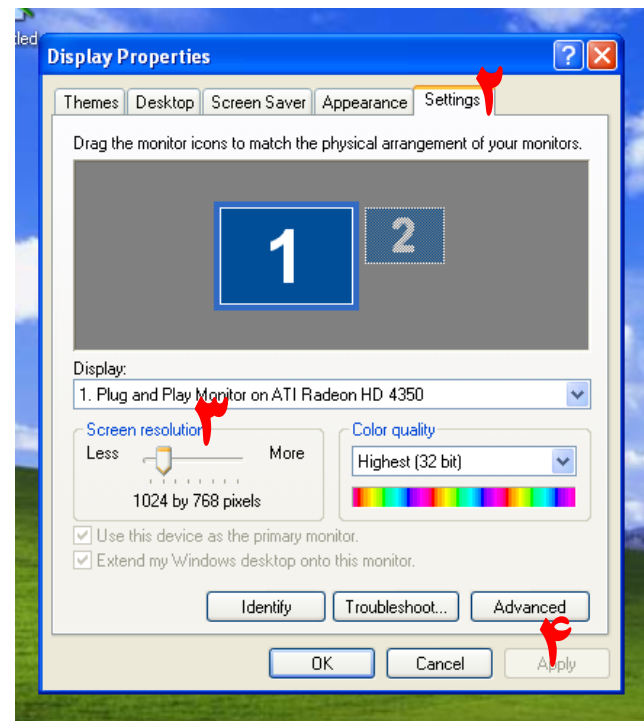 tled
Display Properties
Themes Desktop Screen Saver Appearance Settings ۲
Drag the monitor icons to match the physical arrangement of your monitors.
1 2
Display:
1. Plug and Play Monitor on ATI Radeon HD 4350
Screen resolution ۳
Less More
1024 by 768 pixels
Color quality
Highest (32 bit)
Use this device as the primary monitor.
Extend my Windows desktop onto this monitor.
Identify Troubleshoot... Advanced
۴
OK Cancel Apply